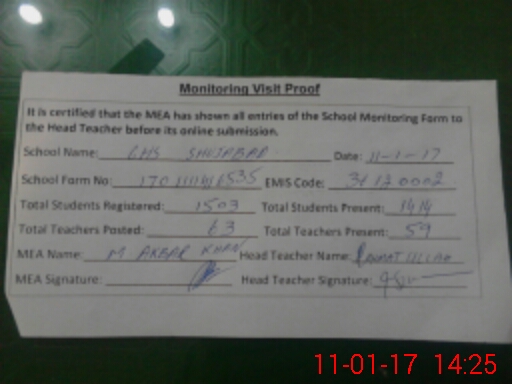 Monitoring Visit Proof
It is certified that the MEA has shown all entries of the School Monitoring Form to
the Head Teacher before its online submission.
School Name: GHS SHUJABAD Date: 11-1-17
School Form No: EMIS Code:
Total Students Registered: 1503 Total Students Present: 1414
Total Teachers Posted: 63 Total Teachers Present: 59
MEA Name: M AKBAR KHAN Head Teacher Name:
MEA Signature: Head Teacher Signature:
11-01-17 14:25